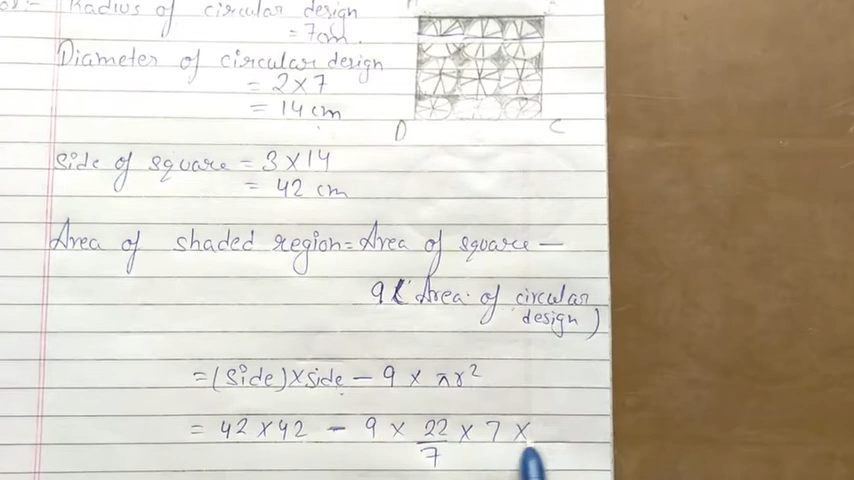 Radius of circular design
= 7cm.
Diameter of circular design
= 2 × 7
= 14 cm
D
C
Side of square = 3 × 14
= 42 cm
Area of shaded region = Area of square —
9 ( Area of circular
design )
= (Side) × side - 9 × πr²
= 42 × 42 - 9 × 22/7 × 7 ×